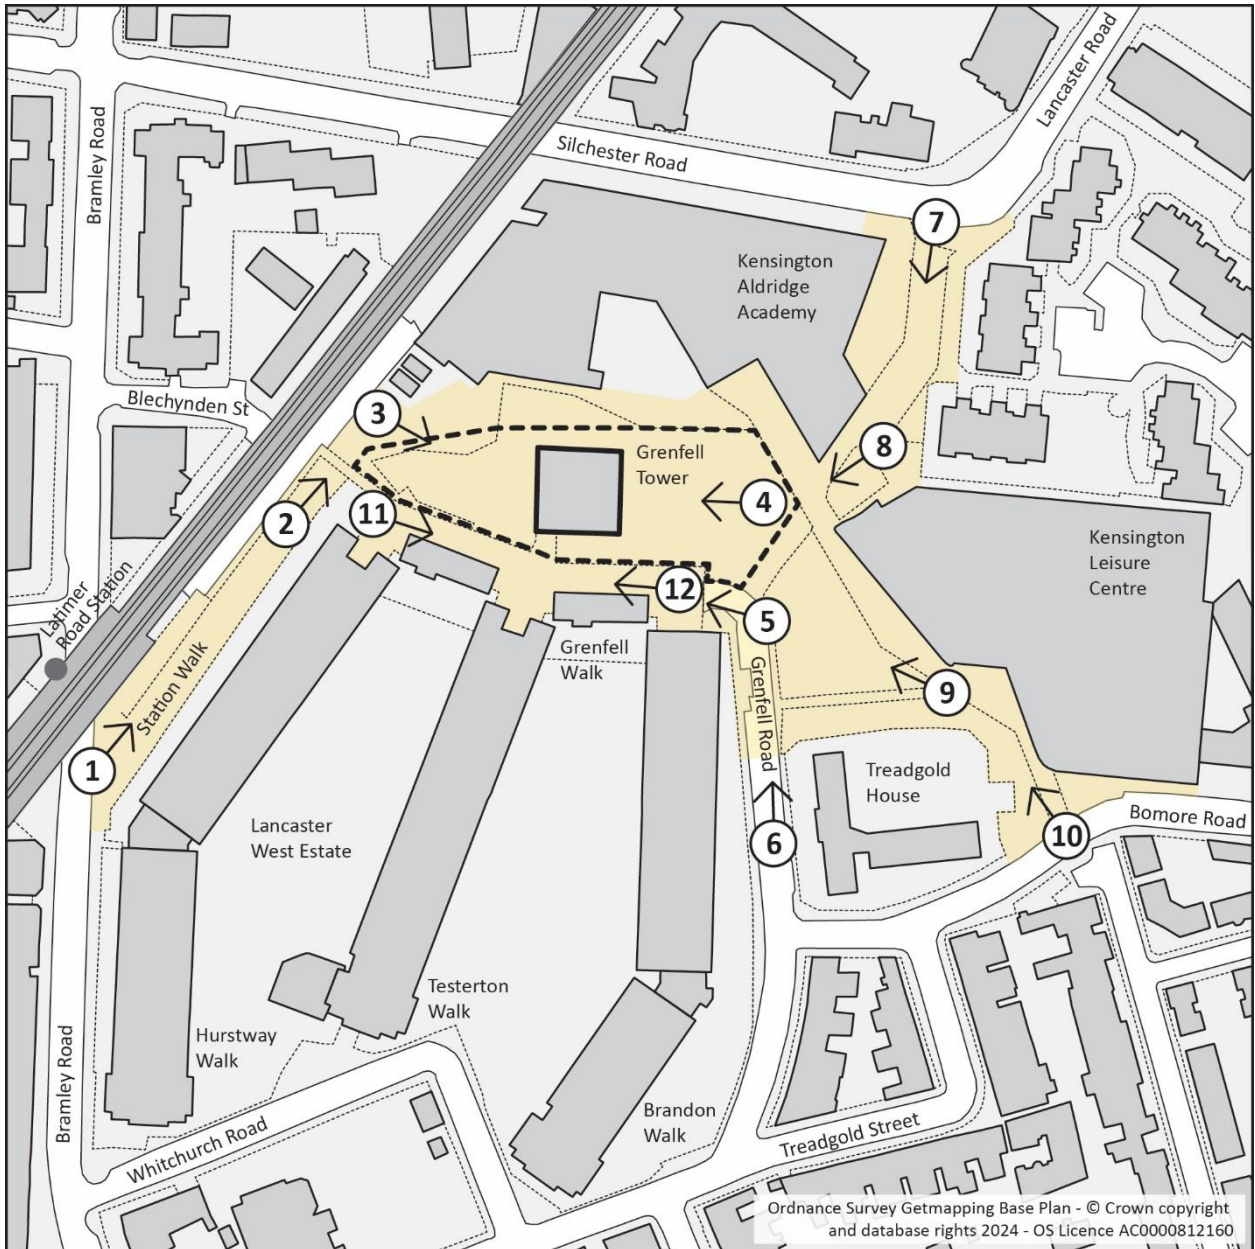 Lancaster Road
Bramley Road
Silchester Road
7
Kensington
Aldridge
Academy
Blechynden St
3
Grenfell
Tower
8
4
2
11
Kensington
Leisure
Centre
Latimer
Road Station
12
5
Station Walk
Grenfell
Walk
Grenfell Road
9
1
Treadgold
House
Lancaster
West Estate
6
10
Bomore Road
Testerton
Walk
Hurstway
Walk
Bramley Road
Brandon
Walk
Whitchurch Road
Treadgold Street
Ordnance Survey Getmapping Base Plan - © Crown copyright
and database rights 2024 - OS Licence AC0000812160